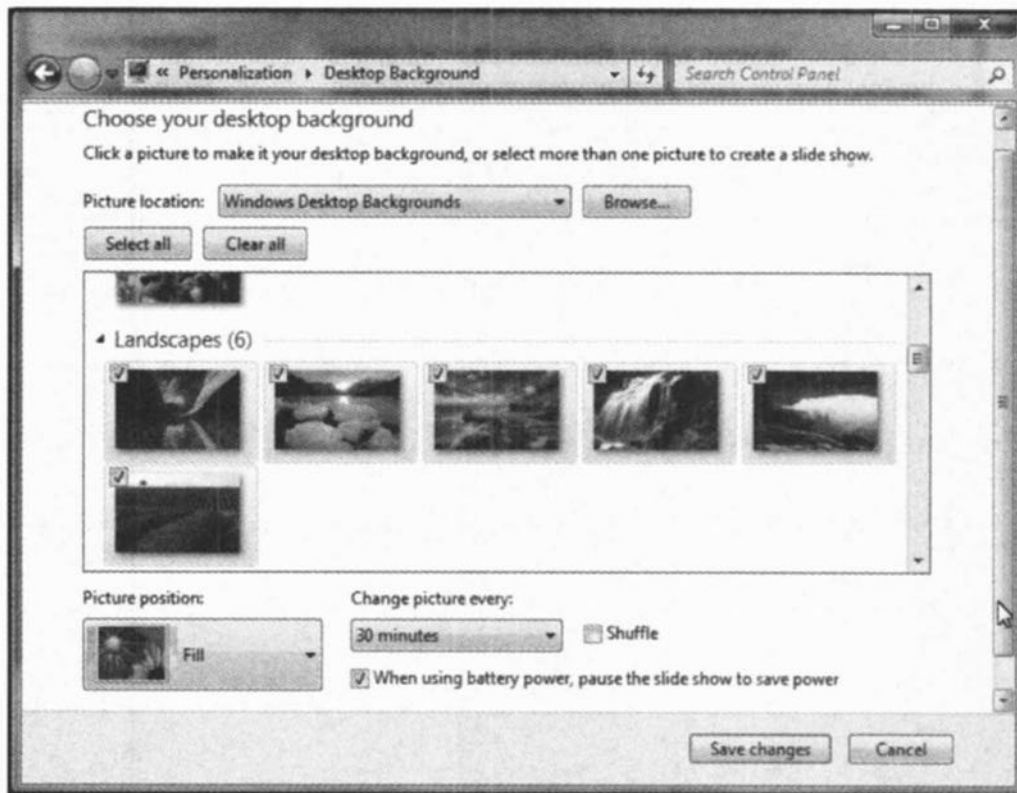 « Personalization ▸ Desktop Background
Search Control Panel
Choose your desktop background
Click a picture to make it your desktop background, or select more than one picture to create a slide show.
Picture location: Windows Desktop Backgrounds Browse...
Select all Clear all
Landscapes (6)
Picture position: Change picture every:
Fill 30 minutes Shuffle
When using battery power, pause the slide show to save power
Save changes Cancel